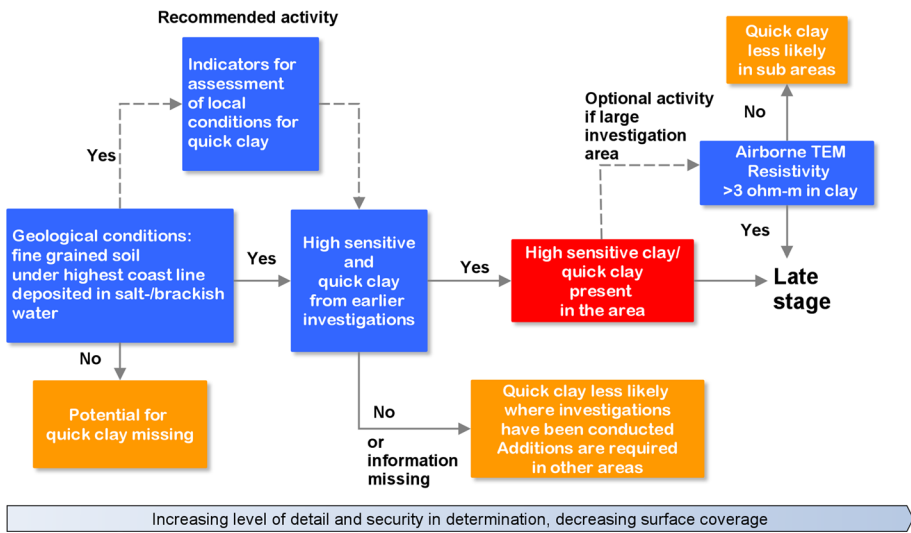 Recommended activity
Indicators for
assessment
of local
conditions for
quick clay
Yes
Geological conditions:
fine grained soil
under highest coast line
deposited in salt-/brackish
water
Yes
No
Potential for
quick clay missing
High sensitive
and
quick clay
from earlier
investigations
Yes
No
or
information
missing
Quick clay less likely
where investigations
have been conducted
Additions are required
in other areas
High sensitive clay/
quick clay
present
in the area
Optional activity
if large
investigation
area
Quick clay
less likely
in sub areas
No
Airborne TEM
Resistivity
>3 ohm-m in clay
Yes
Late
stage
Increasing level of detail and security in determination, decreasing surface coverage